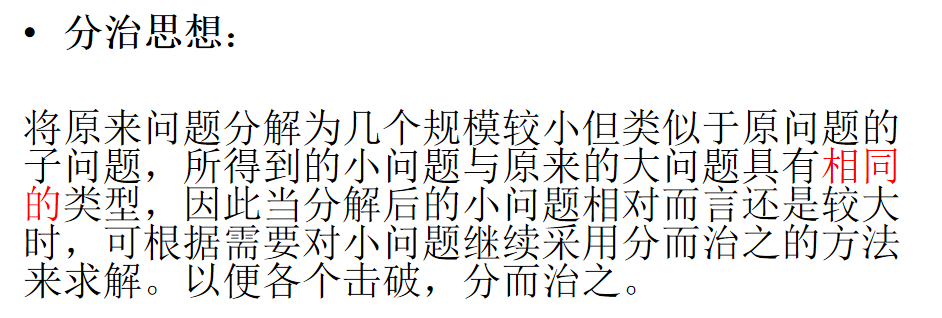 • 分治思想：
将原来问题分解为几个规模较小但类似于原问题的
子问题，所得到的小问题与原来的大问题具有相同
的类型，因此当分解后的小问题相对而言还是较大
时，可根据需要对小问题继续采用分而治之的方法
来求解。以便各个击破，分而治之。